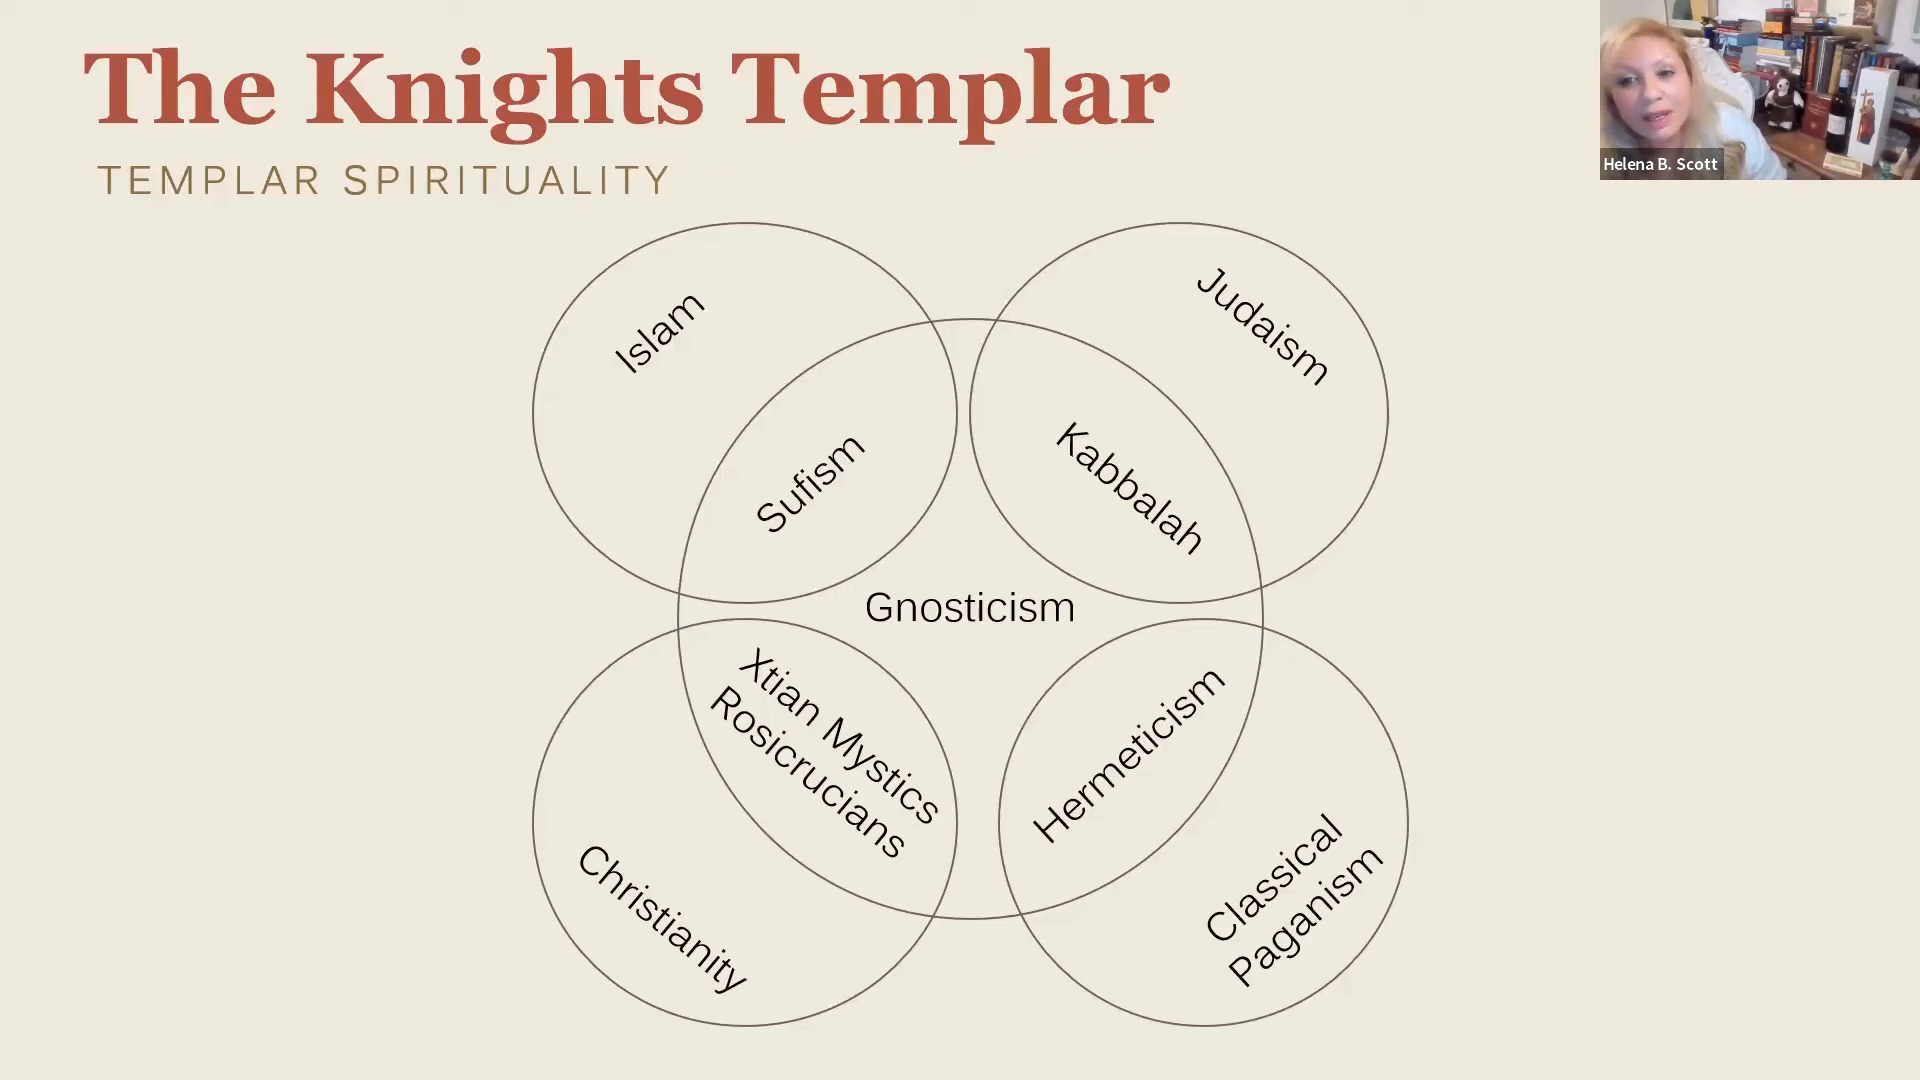 The Knights Templar
TEMPLAR SPIRITUALITY
Helena B. Scott
Islam
Judaism
Sufism
Kabbalah
Gnosticism
Xtian Mystics
Rosicrucians
Hermeticism
Christianity
Classical
Paganism